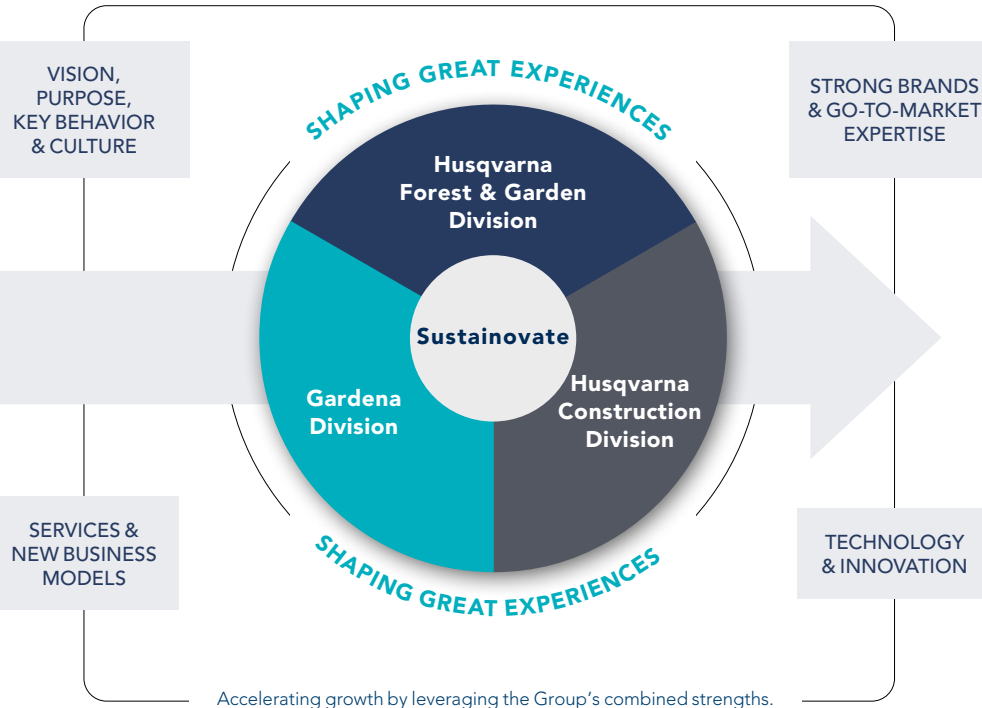 VISION,
PURPOSE,
KEY BEHAVIOR
& CULTURE
STRONG BRANDS
& GO-TO-MARKET
EXPERTISE
SHAPING GREAT EXPERIENCES
Husqvarna
Forest & Garden
Division
Sustainovate
Gardena
Division
Husqvarna
Construction
Division
SERVICES &
NEW BUSINESS
MODELS
TECHNOLOGY
& INNOVATION
SHAPING GREAT EXPERIENCES
Accelerating growth by leveraging the Group's combined strengths.